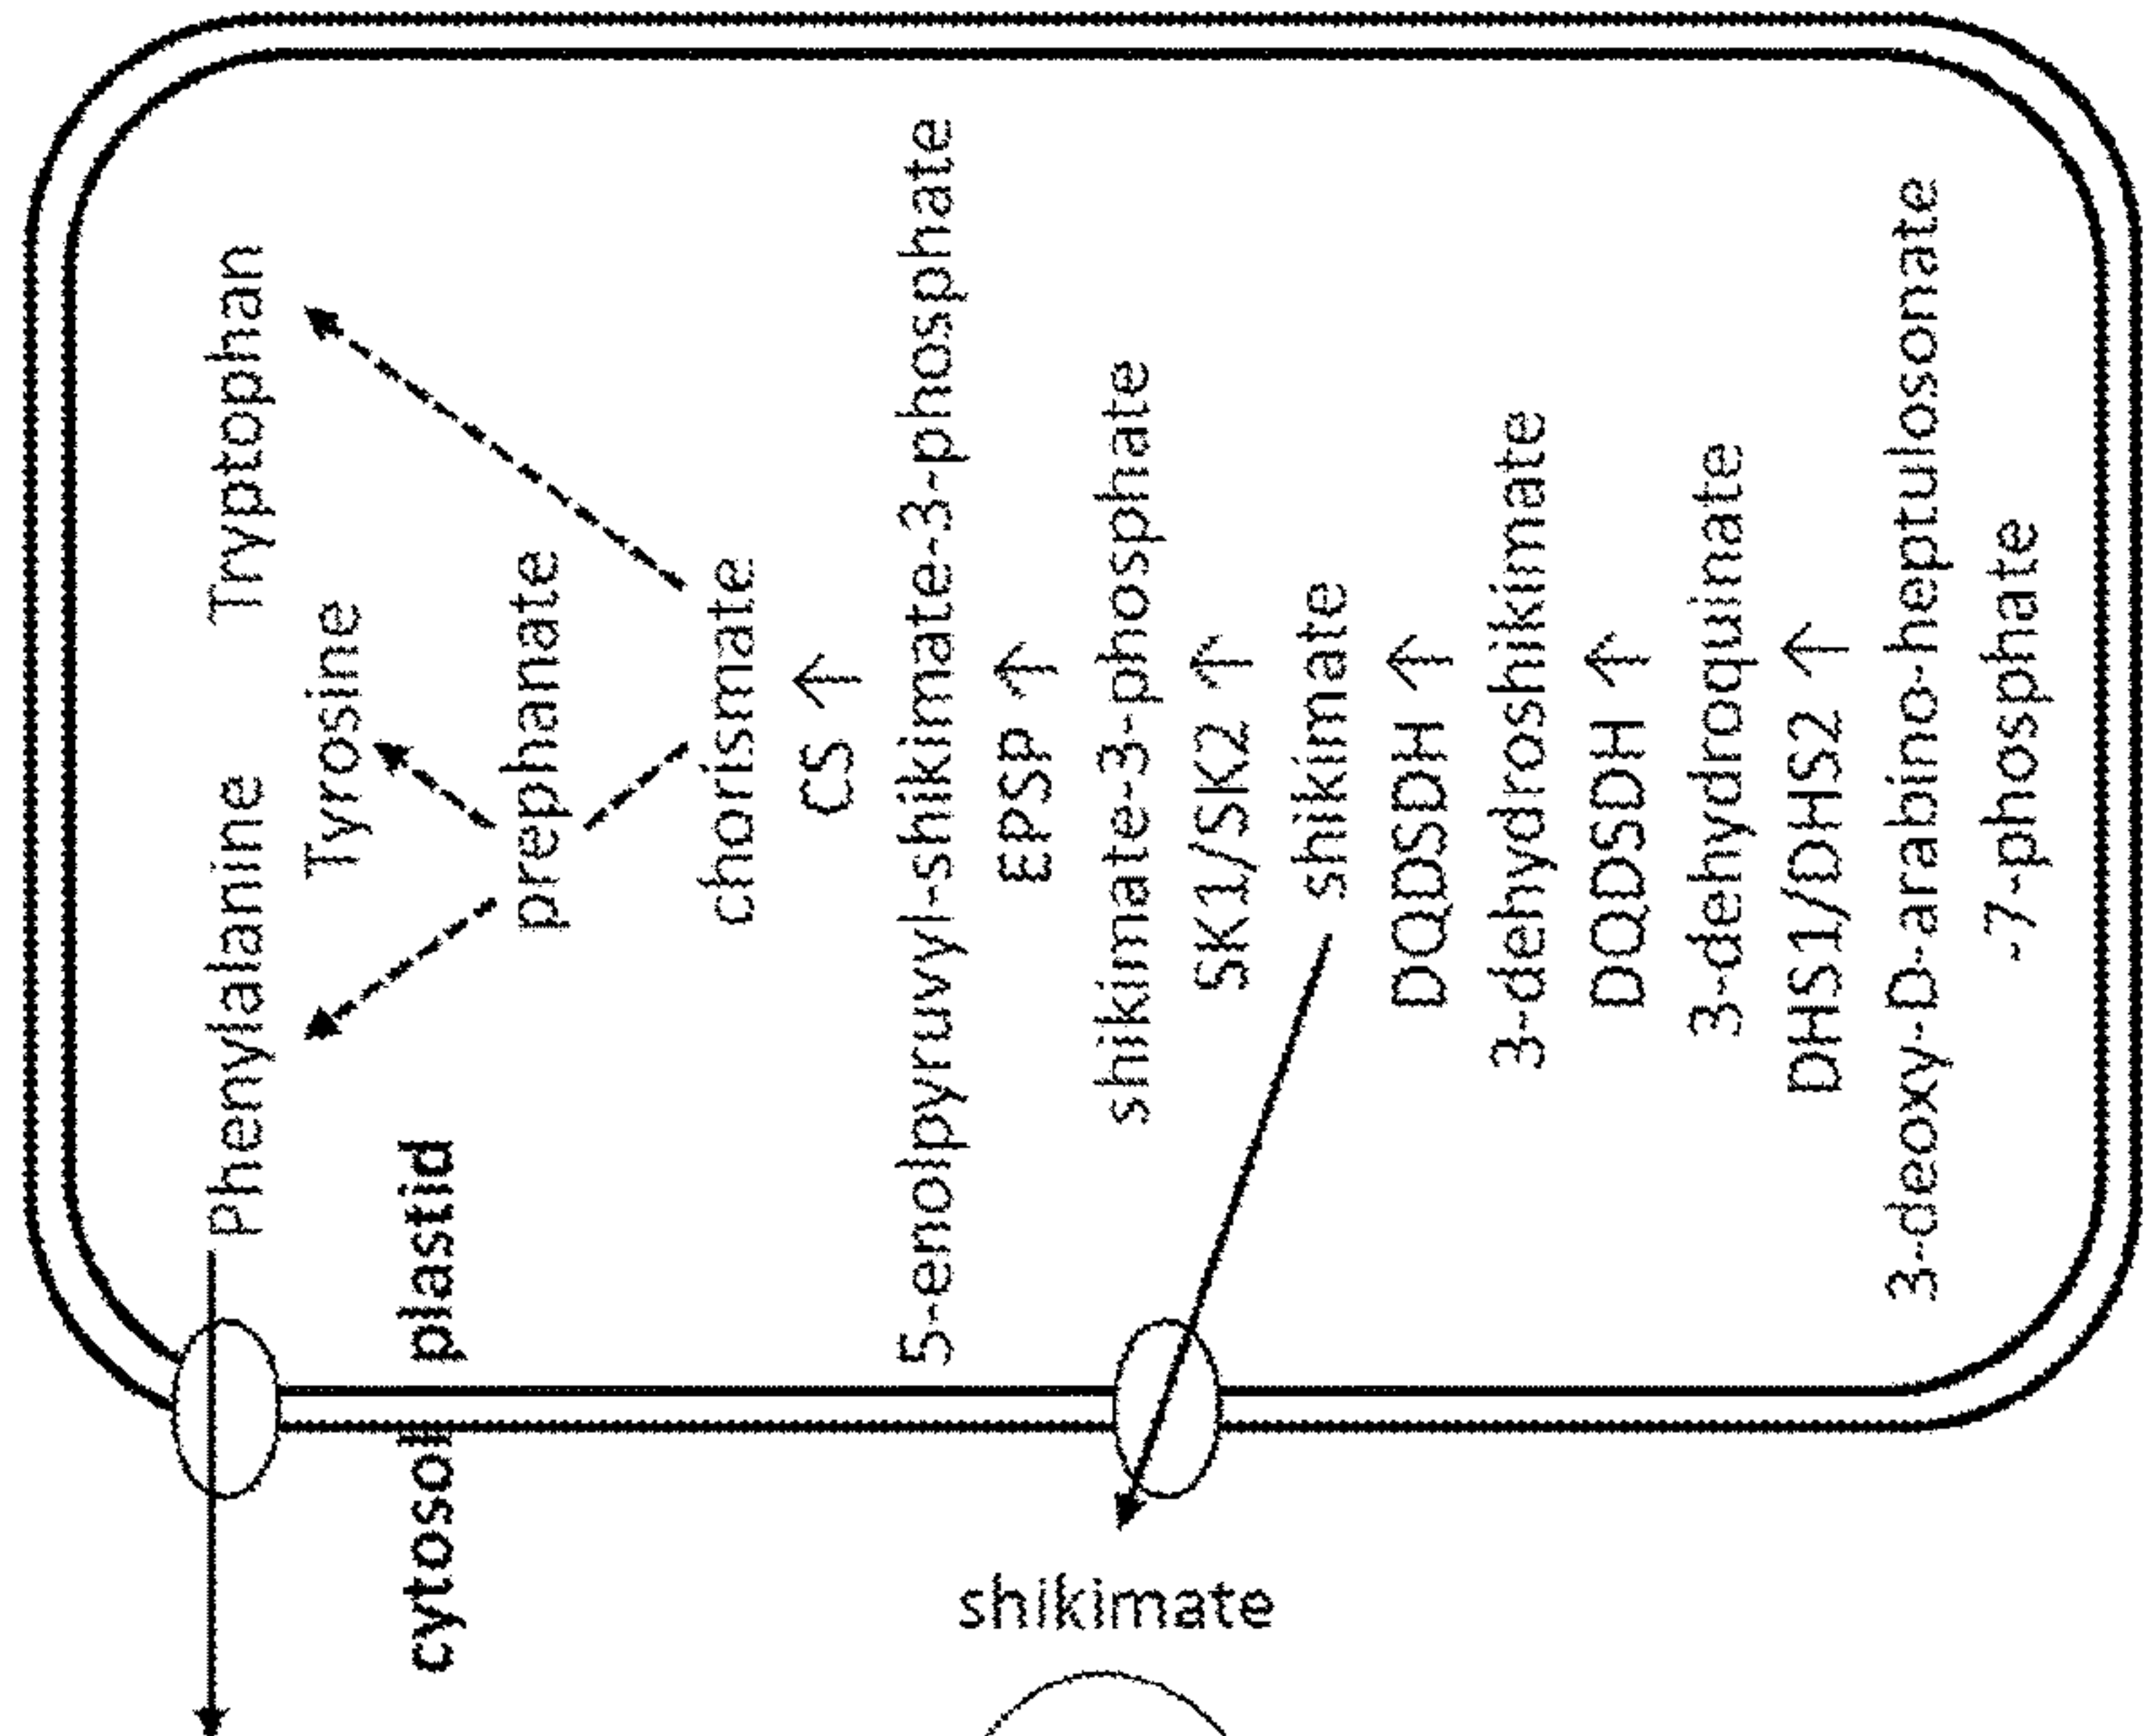 Phenylalanine
Tryptophan
Tyrosine
cytosol
plastid
prephanate
chorismate
CS ↑
5-enolpyruvyl-shikimate-3-phosphate
EPSP ↑
shikimate-3-phosphate
SK1/SK2 ↑
shikimate
DQDSDH ↑
3-dehydroshikimate
DQDSDH ↑
3-dehydroquinate
DHS1/DHS2 ↑
3-deoxy-D-arabino-heptulosonate
-7-phosphate
shikimate